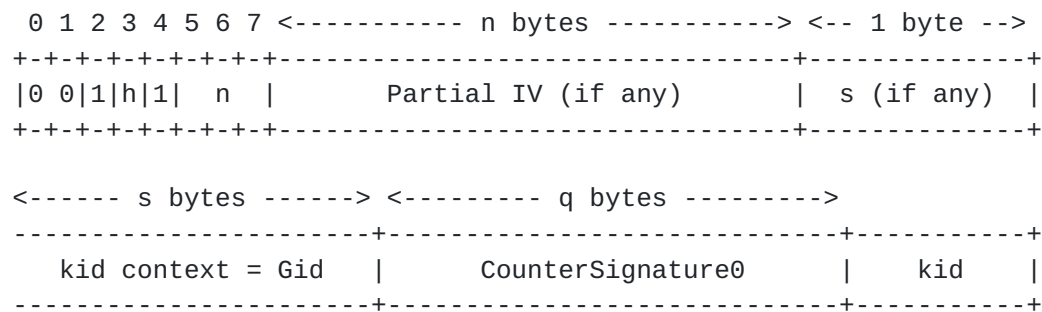 0 1 2 3 4 5 6 7 <----------- n bytes -----------> <-- 1 byte -->
+-+-+-+-+-+-+-+-+---------------------------------+--------------+
|0 0|1|h|1|  n  |       Partial IV (if any)       |  s (if any)  |
+-+-+-+-+-+-+-+-+---------------------------------+--------------+

<------ s bytes ------> <--------- q bytes --------->
-----------------------+-----------------------------+-----------+
   kid context = Gid   |      CounterSignature0      |    kid    |
-----------------------+-----------------------------+-----------+